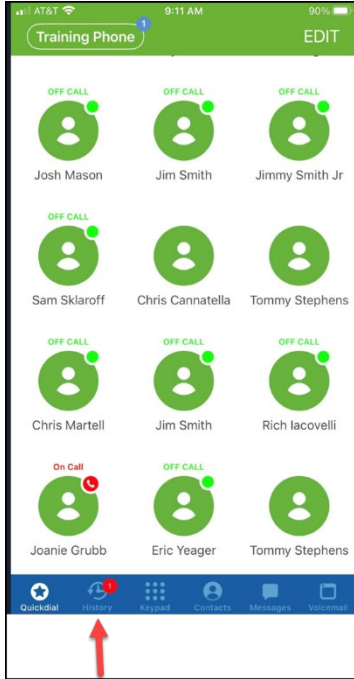 AT&T 9:11 AM 90%
Training Phone 1 EDIT
OFF CALL OFF CALL OFF CALL
Josh Mason Jim Smith Jimmy Smith Jr
OFF CALL
Sam Sklaroff Chris Cannatella Tommy Stephens
OFF CALL OFF CALL OFF CALL
Chris Martell Jim Smith Rich Iacovelli
On Call OFF CALL
Joanie Grubb Eric Yeager Tommy Stephens
1
Quickdial History Keypad Contacts Messages Voicemail